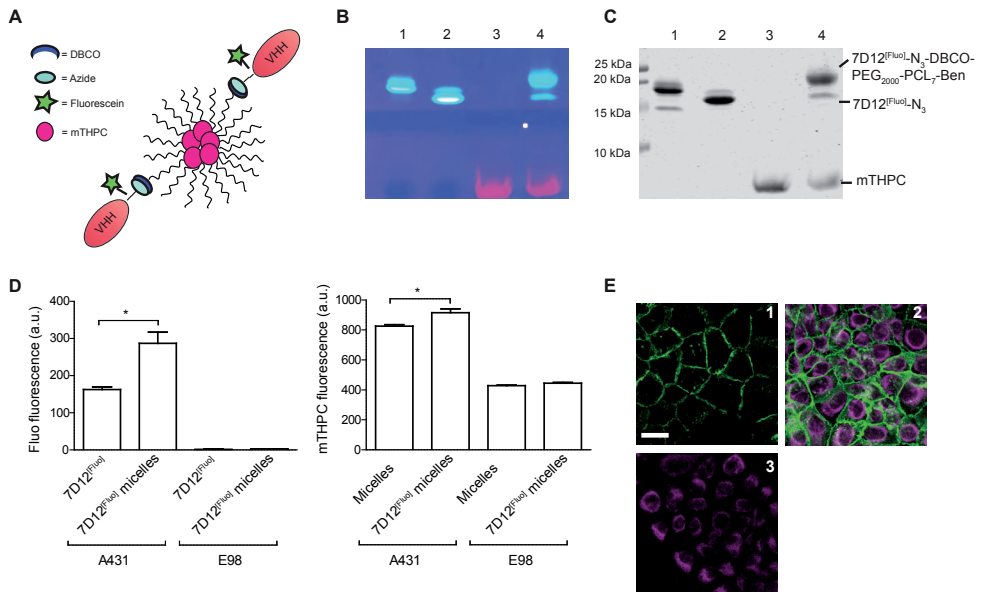 A
= DBCO
= Azide
= Fluorescein
= mTHPC
VHH
VHH
B
1 2 3 4
C
1 2 3 4
25 kDa
20 kDa
15 kDa
10 kDa
7D12[Fluo]-N3-DBCO-
PEG2000-PCL7-Ben
7D12[Fluo]-N3
mTHPC
D
Fluo fluorescence (a.u.)
400
300
200
100
0
*
7D12[Fluo]
7D12[Fluo] micelles
7D12[Fluo]
7D12[Fluo] micelles
A431
E98
mTHPC fluorescence (a.u.)
1000
800
600
400
200
0
*
Micelles
7D12[Fluo] micelles
Micelles
7D12[Fluo] micelles
A431
E98
E
1
2
3